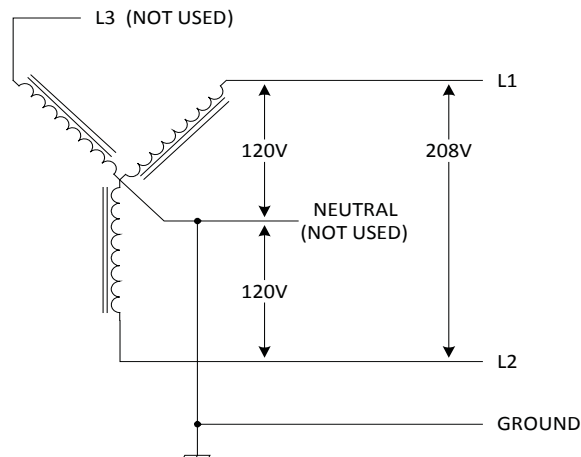 L3 (NOT USED)
L1
120V
208V
NEUTRAL
(NOT USED)
120V
L2
GROUND